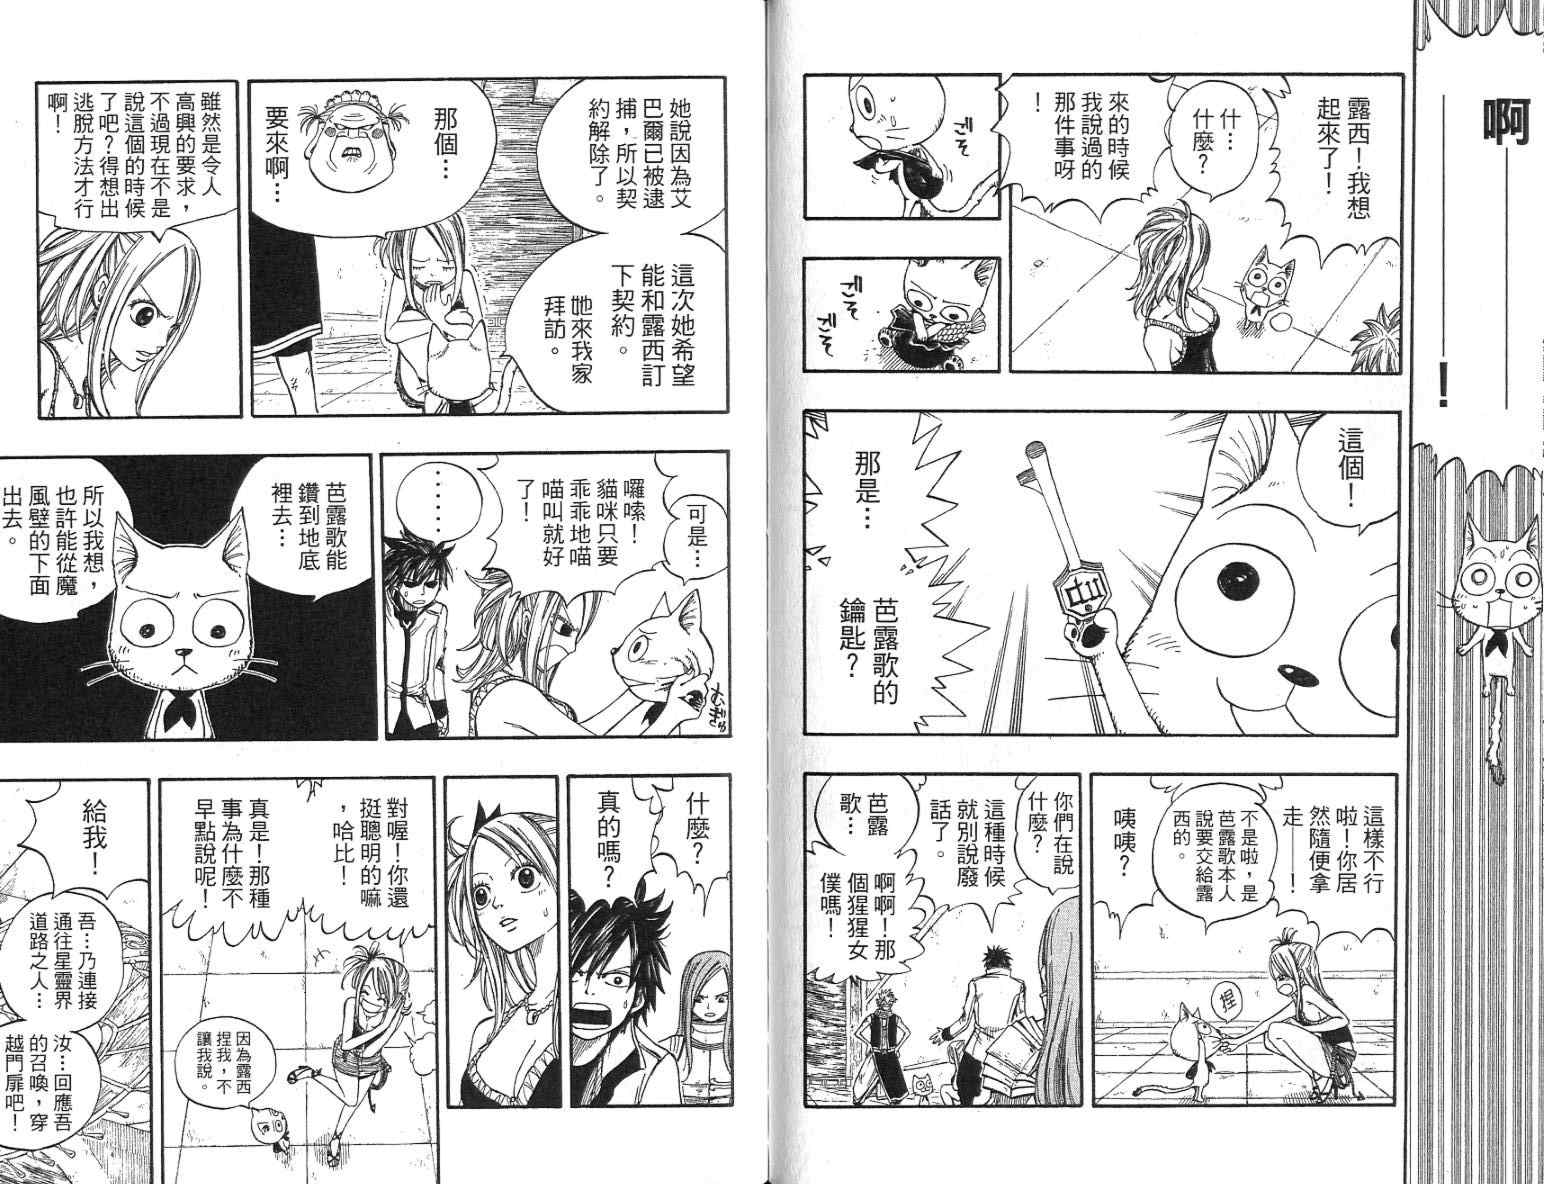 啊——————！
露西！我想
起來了！
什…
什麼？
來的時候
我說過的
那件事呀
！
這個！
那是…
芭露歌的
鑰匙？
這樣不行
啦！你居
然隨便拿
走——！
不是啦，是
芭露歌本人
說要交給露
西的。
咦咦？
捏
你們在說
什麼？
這種時候
就別說廢
話了。
芭露
歌…
啊啊！那
個猩猩女
僕嗎！
她說因為艾
巴爾已被逮
捕，所以契
約解除了。
這次她希望
能和露西訂
下契約。
她來我家
拜訪。
那個…
要來啊…
雖然是令人
高興的要求，
不過現在不是
說這個的時候
了吧？得想出
逃脫方法才行
啊！
可是…
囉嗦！
貓咪只要
乖乖地喵
喵叫就好
了！
……
芭露歌能
鑽到地底
裡去…
所以我想，
也許能從魔
風壁的下面
出去。
什麼？
真的嗎？
對喔！你還
挺聰明的嘛
，哈比！
真是！那種
事為什麼不
早點說呢！
因為露西
捏我，不
讓我說。
給我！
吾…乃連接
通往星靈界
道路之人…
汝…回應吾
的召喚，穿
越門扉吧！